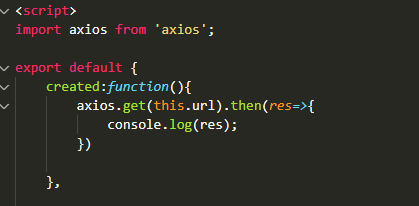 <script>
import axios from 'axios';
export default {
created:function(){
axios.get(this.url).then(res=>{
console.log(res);
})
},